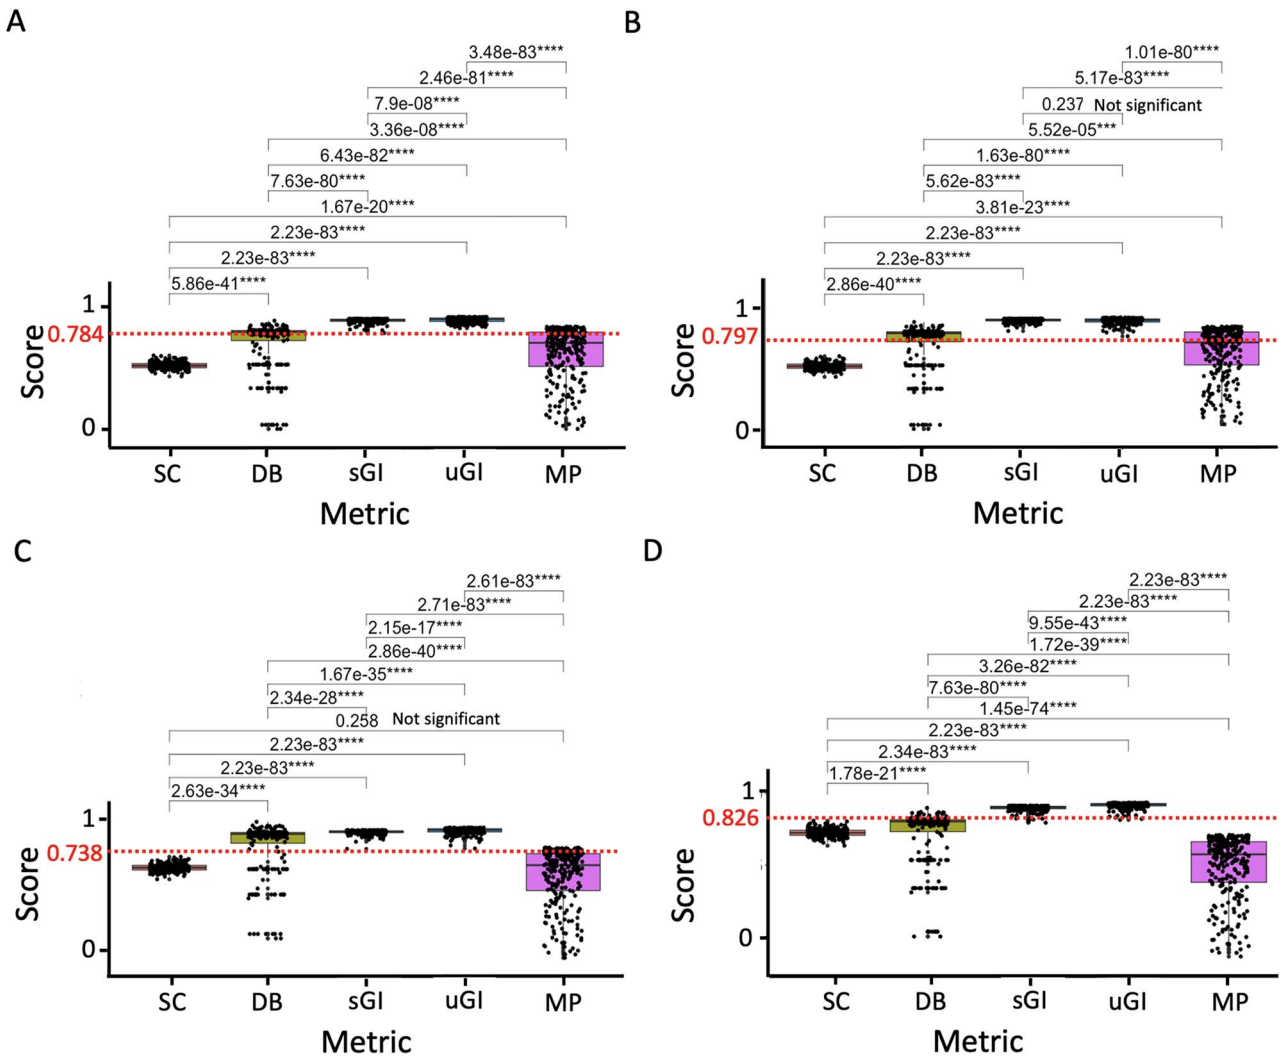 A
3.48e-83****
2.46e-81****
7.9e-08****
3.36e-08****
6.43e-82****
7.63e-80****
1.67e-20****
2.23e-83****
2.23e-83****
5.86e-41****
1
0.784
Score
0
SC DB sGI uGI MP
Metric
B
1.01e-80****
5.17e-83****
0.237 Not significant
5.52e-05***
1.63e-80****
5.62e-83****
3.81e-23****
2.23e-83****
2.23e-83****
2.86e-40****
1
0.797
Score
0
SC DB sGI uGI MP
Metric
C
2.61e-83****
2.71e-83****
2.15e-17****
2.86e-40****
1.67e-35****
2.34e-28****
0.258 Not significant
2.23e-83****
2.23e-83****
2.63e-34****
1
0.738
Score
0
SC DB sGI uGI MP
Metric
D
2.23e-83****
2.23e-83****
9.55e-43****
1.72e-39****
3.26e-82****
7.63e-80****
1.45e-74****
2.23e-83****
2.34e-83****
1.78e-21****
1
0.826
Score
0
SC DB sGI uGI MP
Metric